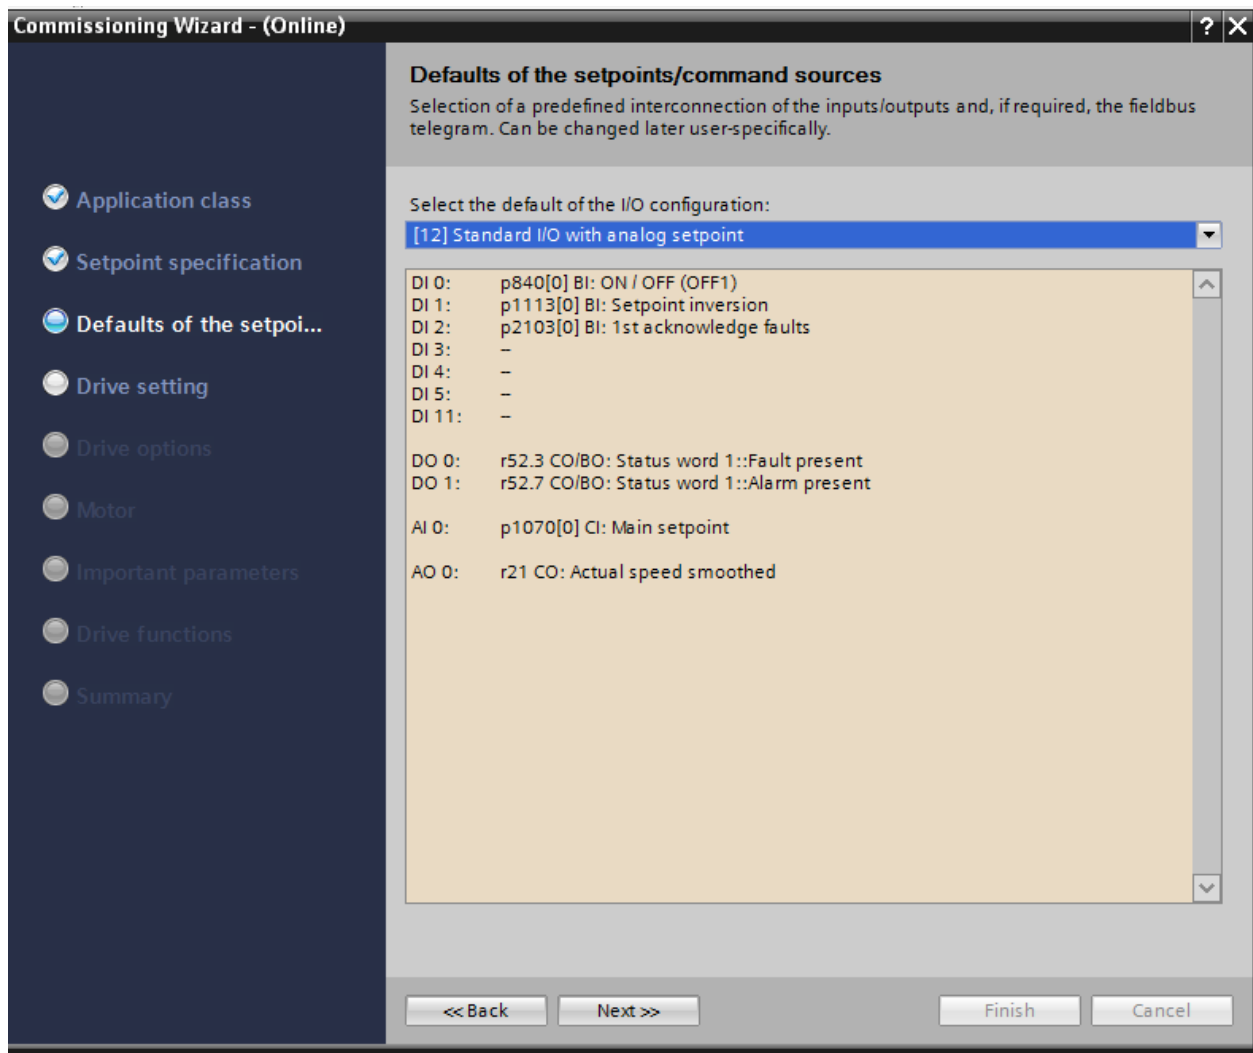 Commissioning Wizard - (Online)
? X
Defaults of the setpoints/command sources
Selection of a predefined interconnection of the inputs/outputs and, if required, the fieldbus
telegram. Can be changed later user-specifically.
Application class
Setpoint specification
Defaults of the setpoi...
Drive setting
Drive options
Motor
Important parameters
Drive functions
Summary
Select the default of the I/O configuration:
[12] Standard I/O with analog setpoint
DI 0: p840[0] BI: ON / OFF (OFF1)
DI 1: p1113[0] BI: Setpoint inversion
DI 2: p2103[0] BI: 1st acknowledge faults
DI 3: --
DI 4: --
DI 5: --
DI 11: --
DO 0: r52.3 CO/BO: Status word 1::Fault present
DO 1: r52.7 CO/BO: Status word 1::Alarm present
AI 0: p1070[0] CI: Main setpoint
AO 0: r21 CO: Actual speed smoothed
<< Back
Next >>
Finish
Cancel